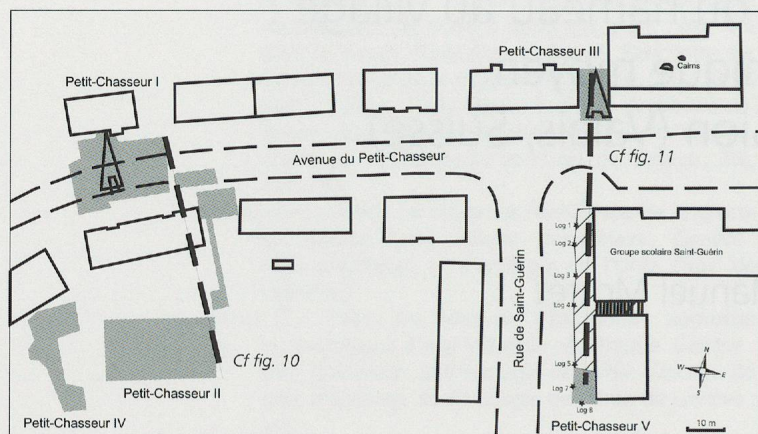 Petit-Chasseur III
Petit-Chasseur I
Cairns
Avenue du Petit-Chasseur
Cf fig. 11
Log 1
Log 2
Groupe scolaire Saint-Guérin
Log 3
Rue de Saint-Guérin
Log 4
Cf fig. 10
Log 5
N
W
E
S
Log 7
Petit-Chasseur II
Log 8
Petit-Chasseur IV
Petit-Chasseur V
10 m